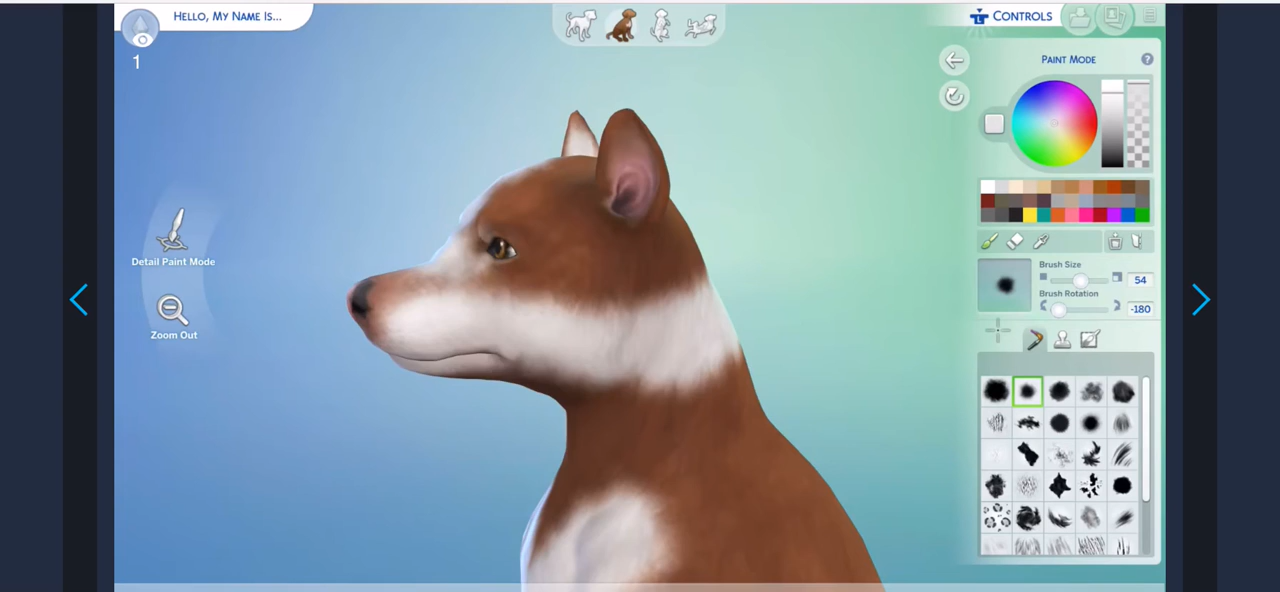 Hello, My Name Is...
Controls
1
Paint Mode
?
Detail Paint Mode
Zoom Out
Brush Size
54
Brush Rotation
-180
L